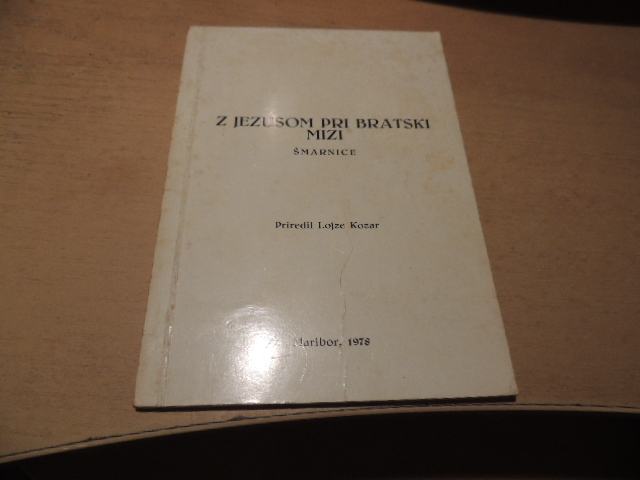 Z JEZUSOM PRI BRATSKI
MIZI
ŠMARNICE
Priredil Lojze Kozar
Maribor, 1978